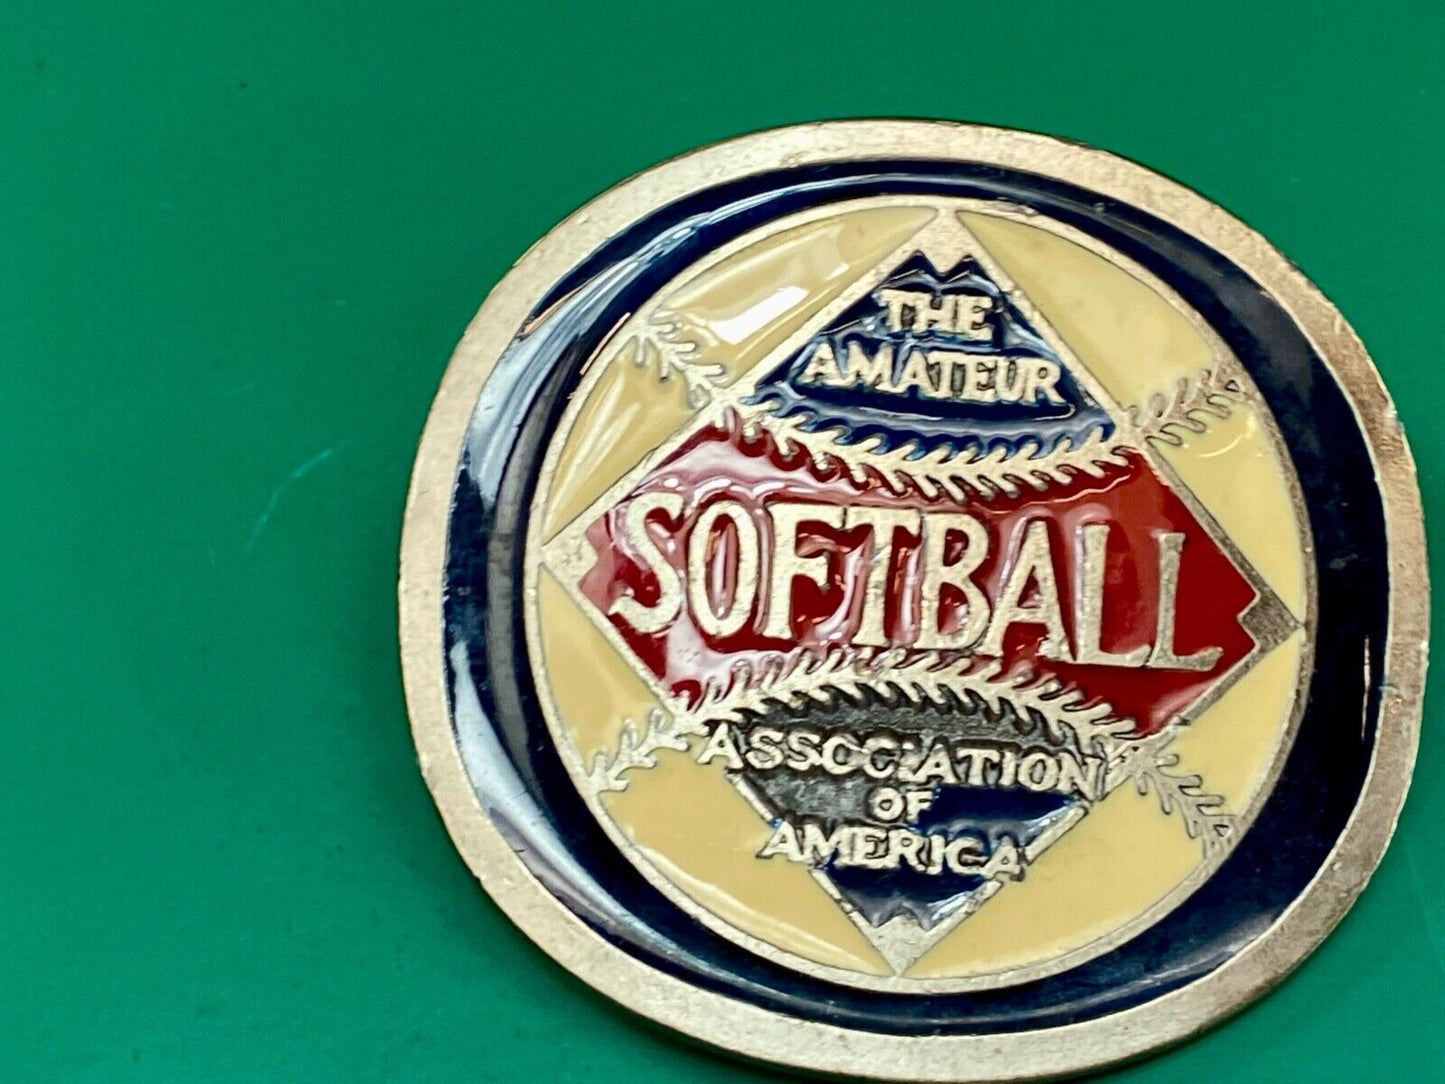 THE
AMATEUR
SOFTBALL
ASSOCIATION
OF
AMERICA